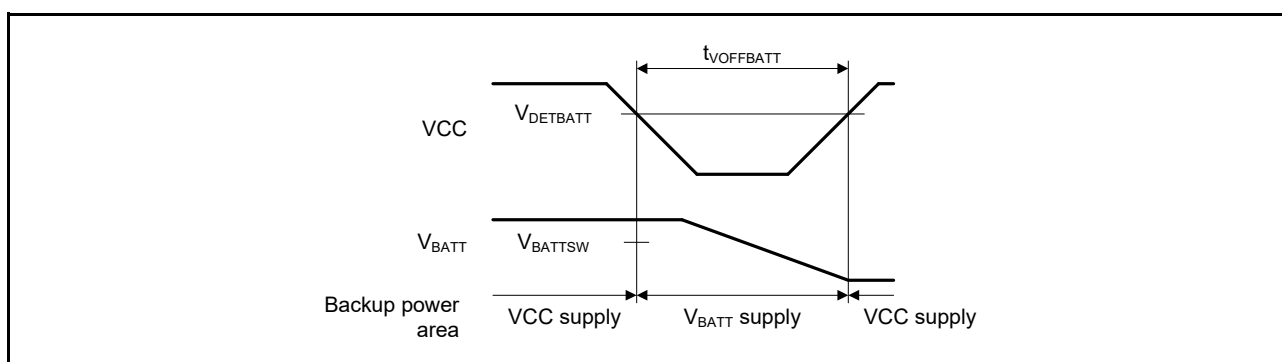 tVOFFBATT
VCC
VDETBATT
VBATT
VBATTSW
Backup power
area
VCC supply
VBATT supply
VCC supply